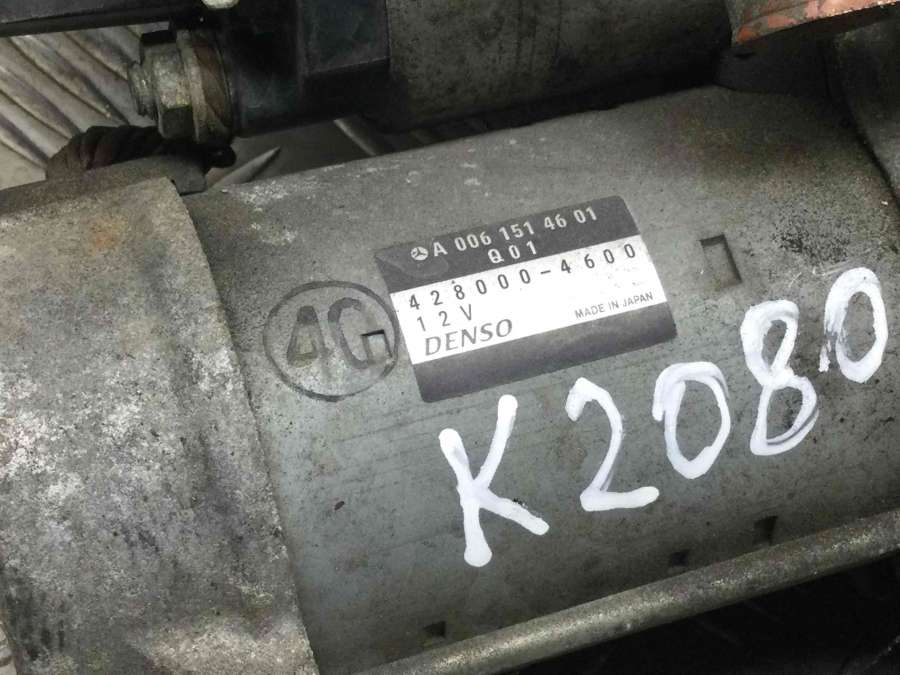 A 006 151 46 01
Q01
428000-4600
12V
MADE IN JAPAN
DENSO
4G
K2080